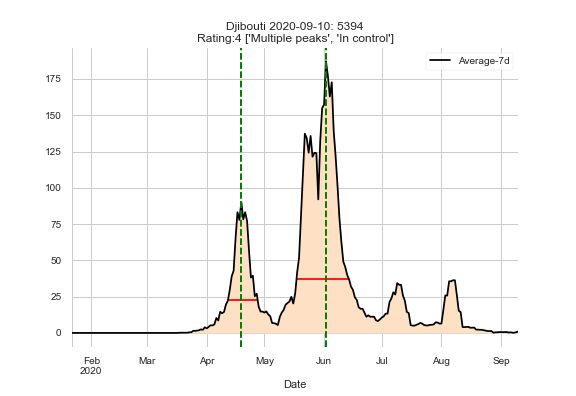 Djibouti 2020-09-10: 5394
Rating:4 ['Multiple peaks', 'In control']
Average-7d
175
150
125
100
75
50
25
0
Feb Mar Apr May Jun Jul Aug Sep
2020
Date